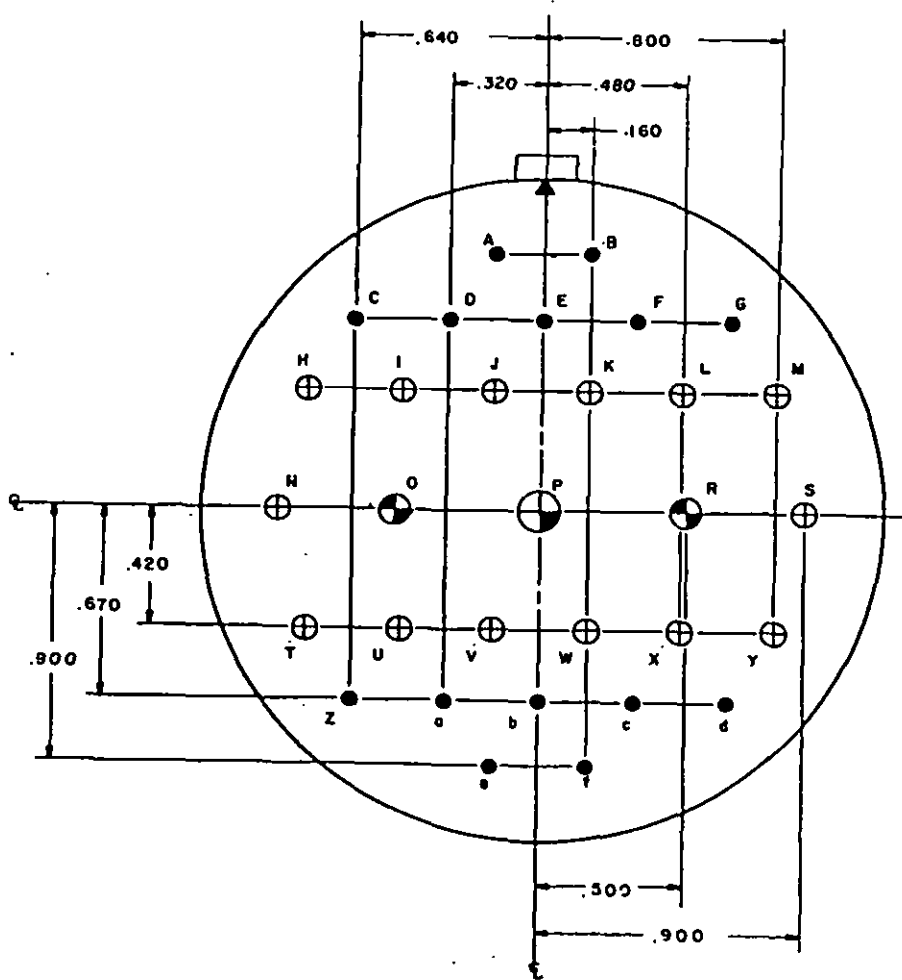 .640 .800
.320 .480
.160
A B
C D E F G
H I J K L M
℄ N O P R S
.420
.670
T U V W X Y
.900
Z a b c d
e f
.500
.900
℄